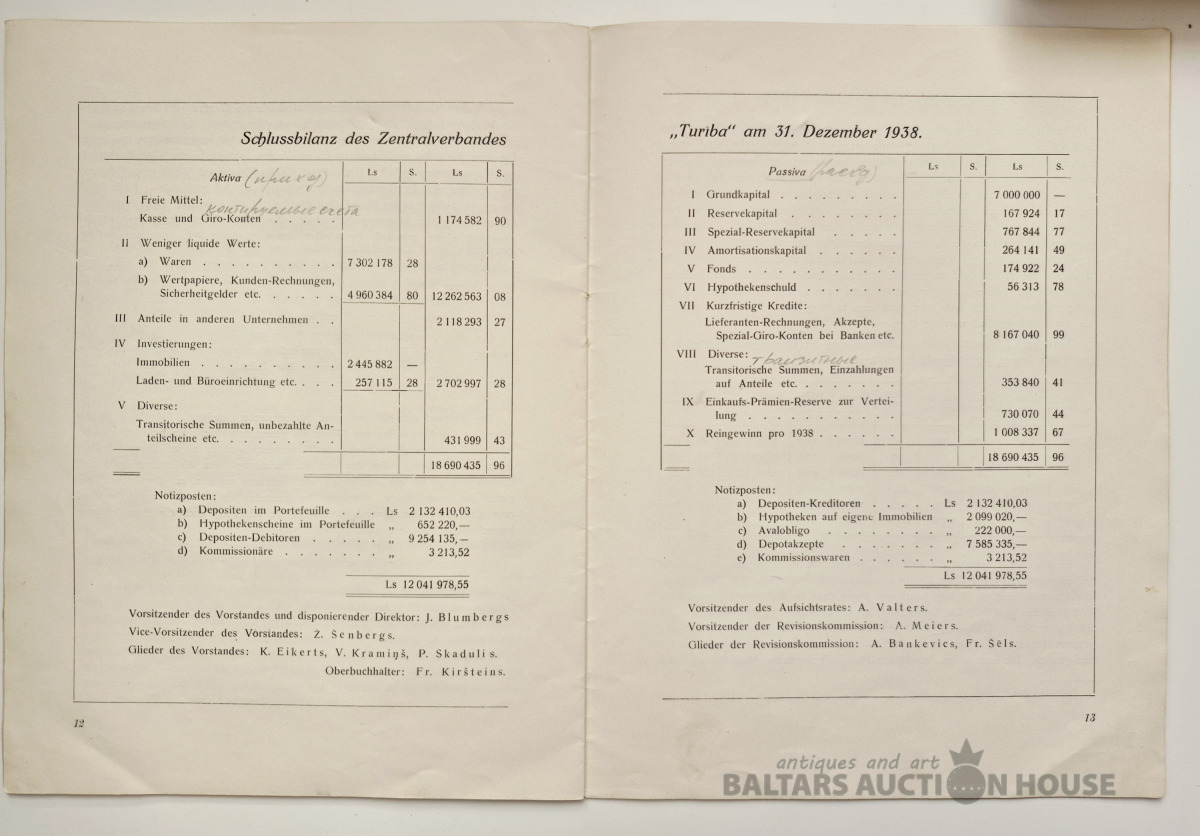 Schlussbilanz des Zentralverbandes
Aktiva (приход) Ls S. Ls S.
I Freie Mittel:
контируемые счета
Kasse und Giro-Konten . . . . . 1 174 582 90
II Weniger liquide Werte:
a) Waren . . . . . . . . . . 7 302 178 28
b) Wertpapiere, Kunden-Rechnungen,
Sicherheitgelder etc. . . . . . 4 960 384 80 12 262 563 08
III Anteile in anderen Unternehmen . . 2 118 293 27
IV Investierungen:
Immobilien . . . . . . . . . . 2 445 882 —
Laden- und Büroeinrichtung etc. . . . 257 115 28 2 702 997 28
V Diverse:
Transitorische Summen, unbezahlte An-
teilscheine etc. . . . . . . . . 431 999 43
18 690 435 96
Notizposten:
a) Depositen im Portefeuille . . . Ls 2 132 410,03
b) Hypothekenscheine im Portefeuille „ 652 220,—
c) Depositen-Debitoren . . . . . „ 9 254 135,—
d) Kommissionäre . . . . . . . „ 3 213,52
Ls 12 041 978,55
Vorsitzender des Vorstandes und disponierender Direktor: J. Blumbergs
Vice-Vorsitzender des Vorstandes: Z. Senbergs.
Glieder des Vorstandes: K. Eikerts, V. Kramiņš, P. Skadulis.
Oberbuchhalter: Fr. Kiršteins.
12
„Turiba“ am 31. Dezember 1938.
Passiva (расход) Ls S. Ls S.
I Grundkapital . . . . . . . . 7 000 000 —
II Reservekapital . . . . . . . 167 924 17
III Spezial-Reservekapital . . . . . 767 844 77
IV Amortisationskapital . . . . . . 264 141 49
V Fonds . . . . . . . . . . . 174 922 24
VI Hypothekenschuld . . . . . . . 56 313 78
VII Kurzfristige Kredite:
Lieferanten-Rechnungen, Akzepte,
Spezial-Giro-Konten bei Banken etc. 8 167 040 99
VIII Diverse: транзитные
Transitorische Summen, Einzahlungen
auf Anteile etc. . . . . . . . 353 840 41
IX Einkaufs-Prämien-Reserve zur Vertei-
lung . . . . . . . . . . . 730 070 44
X Reingewinn pro 1938 . . . . . . 1 008 337 67
18 690 435 96
Notizposten:
a) Depositen-Kreditoren . . . . . Ls 2 132 410,03
b) Hypotheken auf eigene Immobilien „ 2 099 020,—
c) Avalobligo . . . . . . . . „ 222 000,—
d) Depotakzepte . . . . . . . „ 7 585 335,—
e) Kommissionswaren . . . . . . „ 3 213,52
Ls 12 041 978,55
Vorsitzender des Aufsichtsrates: A. Valters.
Vorsitzender der Revisionskommission: A. Meiers.
Glieder der Revisionskommission: A. Bankevics, Fr. Šēls.
13
antiques and art
BALTARS AUCTION HOUSE